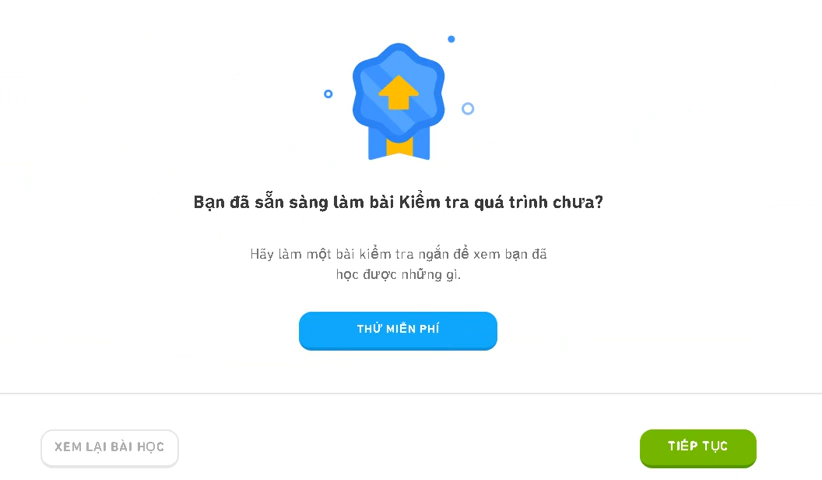 Bạn đã sẵn sàng làm bài Kiểm tra quá trình chưa?
Hãy làm một bài kiểm tra ngắn để xem bạn đã
học được những gì.
THỬ MIỄN PHÍ
XEM LẠI BÀI HỌC
TIẾP TỤC